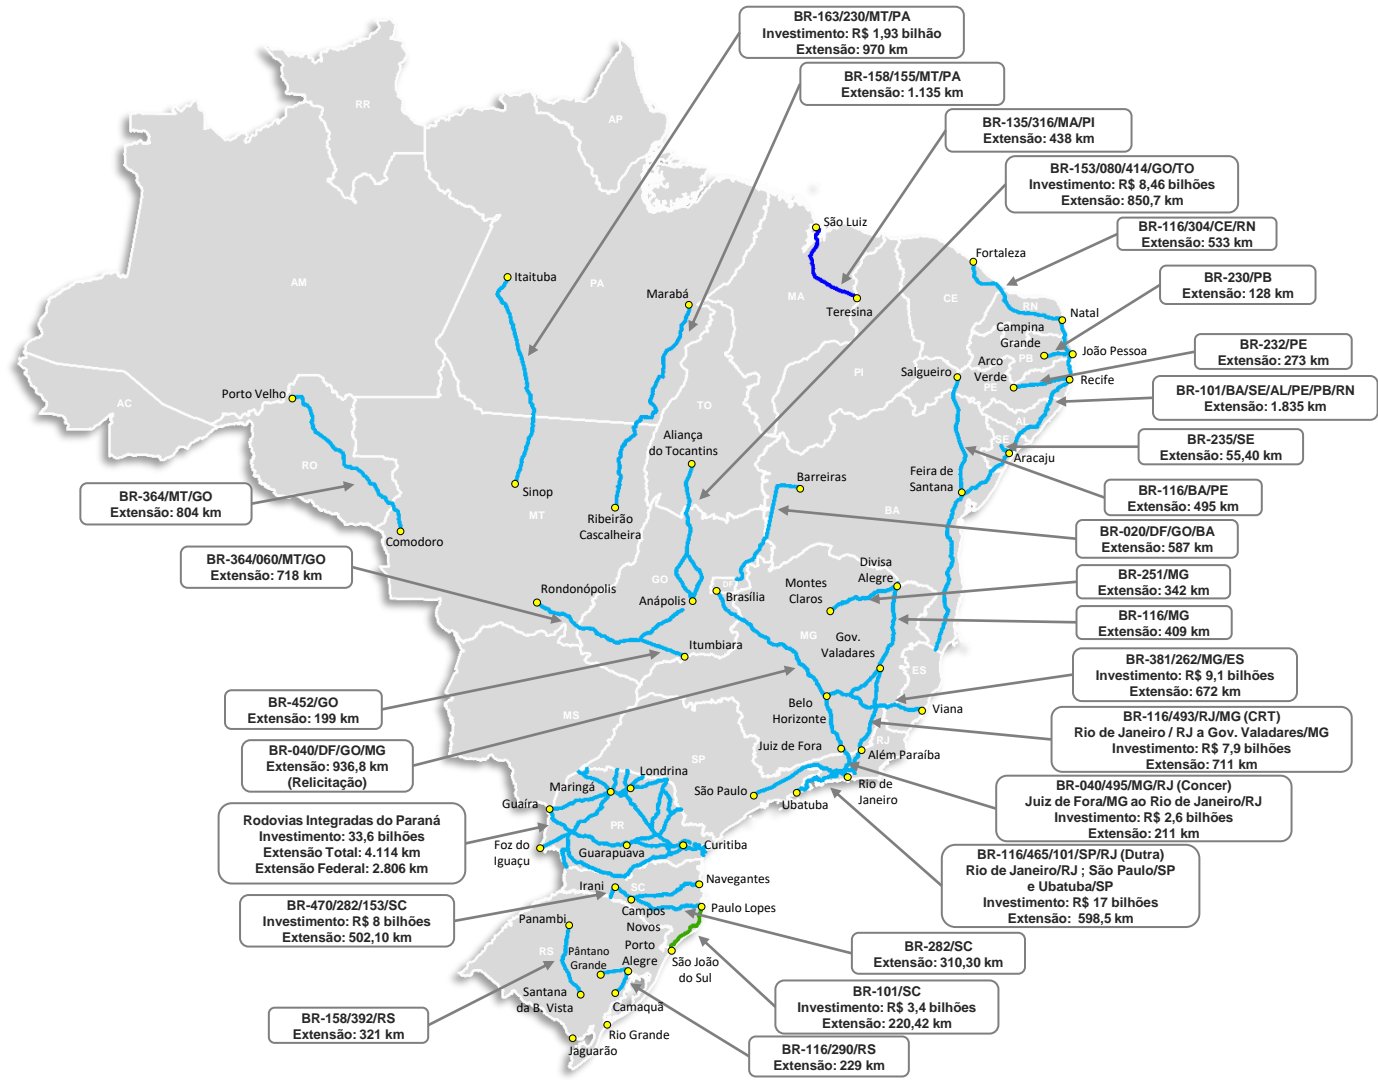 BR-163/230/MT/PA
Investimento: R$ 1,93 bilhão
Extensão: 970 km
BR-158/155/MT/PA
Extensão: 1.135 km
BR-135/316/MA/PI
Extensão: 438 km
BR-153/080/414/GO/TO
Investimento: R$ 8,46 bilhões
Extensão: 850,7 km
BR-116/304/CE/RN
Extensão: 533 km
BR-230/PB
Extensão: 128 km
BR-232/PE
Extensão: 273 km
BR-101/BA/SE/AL/PE/PB/RN
Extensão: 1.835 km
BR-235/SE
Extensão: 55,40 km
BR-116/BA/PE
Extensão: 495 km
BR-020/DF/GO/BA
Extensão: 587 km
BR-251/MG
Extensão: 342 km
BR-116/MG
Extensão: 409 km
BR-381/262/MG/ES
Investimento: R$ 9,1 bilhões
Extensão: 672 km
BR-116/493/RJ/MG (CRT)
Rio de Janeiro / RJ a Gov. Valadares/MG
Investimento: R$ 7,9 bilhões
Extensão: 711 km
BR-040/495/MG/RJ (Concer)
Juiz de Fora/MG ao Rio de Janeiro/RJ
Investimento: R$ 2,6 bilhões
Extensão: 211 km
BR-116/465/101/SP/RJ (Dutra)
Rio de Janeiro/RJ ; São Paulo/SP
e Ubatuba/SP
Investimento: R$ 17 bilhões
Extensão: 598,5 km
BR-282/SC
Extensão: 310,30 km
BR-101/SC
Investimento: R$ 3,4 bilhões
Extensão: 220,42 km
BR-116/290/RS
Extensão: 229 km
BR-364/MT/GO
Extensão: 804 km
BR-364/060/MT/GO
Extensão: 718 km
BR-452/GO
Extensão: 199 km
BR-040/DF/GO/MG
Extensão: 936,8 km
(Relicitação)
Rodovias Integradas do Paraná
Investimento: 33,6 bilhões
Extensão Total: 4.114 km
Extensão Federal: 2.806 km
BR-470/282/153/SC
Investimento: R$ 8 bilhões
Extensão: 502,10 km
BR-158/392/RS
Extensão: 321 km
RR
AP
AM
PA
MA
CE
RN
PB
PE
AL
SE
PI
AC
RO
TO
MT
BA
GO
DF
MG
ES
MS
SP
RJ
PR
SC
RS
São Luiz
Teresina
Fortaleza
Natal
Campina
Grande
João Pessoa
Arco
Verde
Recife
Salgueiro
Aracaju
Feira de
Santana
Itaituba
Marabá
Porto Velho
Sinop
Comodoro
Ribeirão
Cascalheira
Aliança
do Tocantins
Barreiras
Rondonópolis
Anápolis
Brasília
Itumbiara
Montes
Claros
Divisa
Alegre
Gov.
Valadares
Belo
Horizonte
Viana
Juiz de Fora
Além Paraíba
São Paulo
Ubatuba
Rio de
Janeiro
Londrina
Maringá
Guaíra
Foz do
Iguaçu
Guarapuava
Curitiba
Irani
Navegantes
Campos
Novos
Paulo Lopes
Panambi
Pântano
Grande
Porto
Alegre
São João
do Sul
Santana
da B. Vista
Camaquã
Rio Grande
Jaguarão